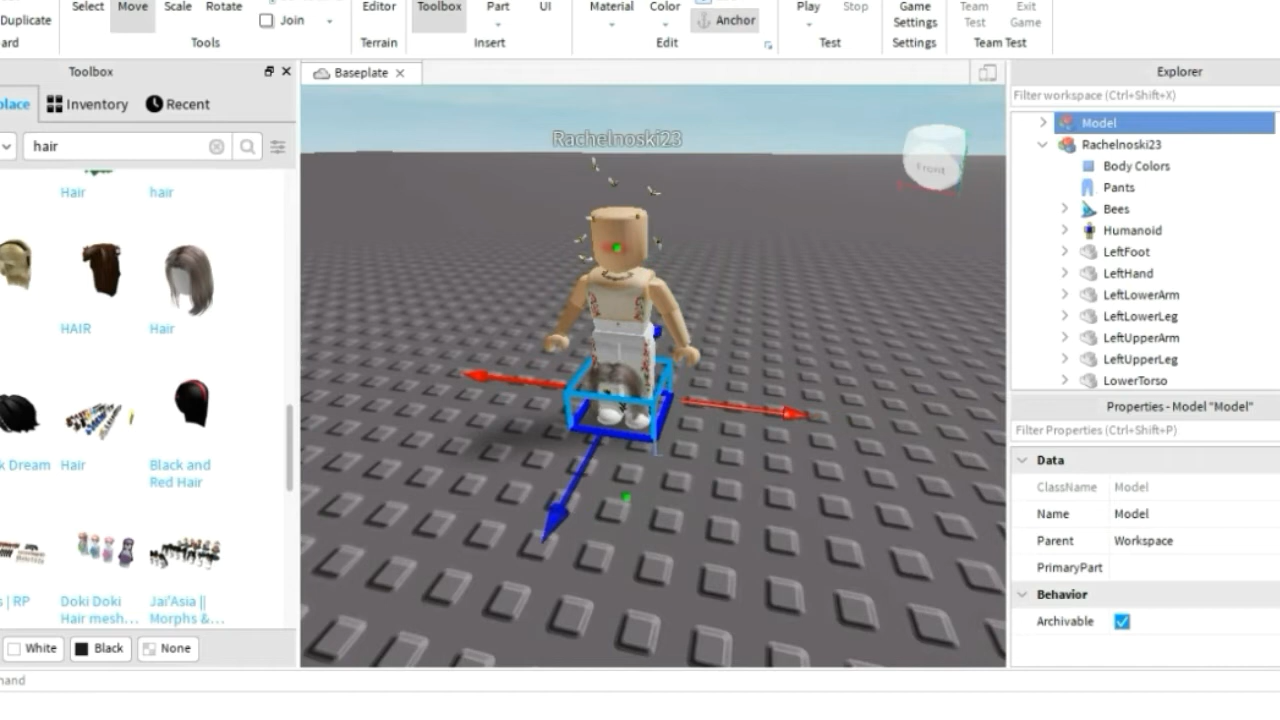 Duplicate
ard
Select
Move
Scale
Rotate
Join
Tools
Editor
Terrain
Toolbox
Part
UI
Insert
Material
Color
Anchor
Edit
Play
Stop
Test
Game
Settings
Settings
Team
Test
Exit
Game
Team Test
Toolbox
place
Inventory
Recent
hair
Hair
hair
HAIR
Hair
k Dream
Hair
Black and
Red Hair
s | RP
Doki Doki
Hair mesh...
Jai'Asia ||
Morphs &...
White
Black
None
mand
Baseplate
Rachelnoski23
Front
Explorer
Filter workspace (Ctrl+Shift+X)
Model
Rachelnoski23
Body Colors
Pants
Bees
Humanoid
LeftFoot
LeftHand
LeftLowerArm
LeftLowerLeg
LeftUpperArm
LeftUpperLeg
LowerTorso
Properties - Model "Model"
Filter Properties (Ctrl+Shift+P)
Data
ClassName Model
Name Model
Parent Workspace
PrimaryPart
Behavior
Archivable